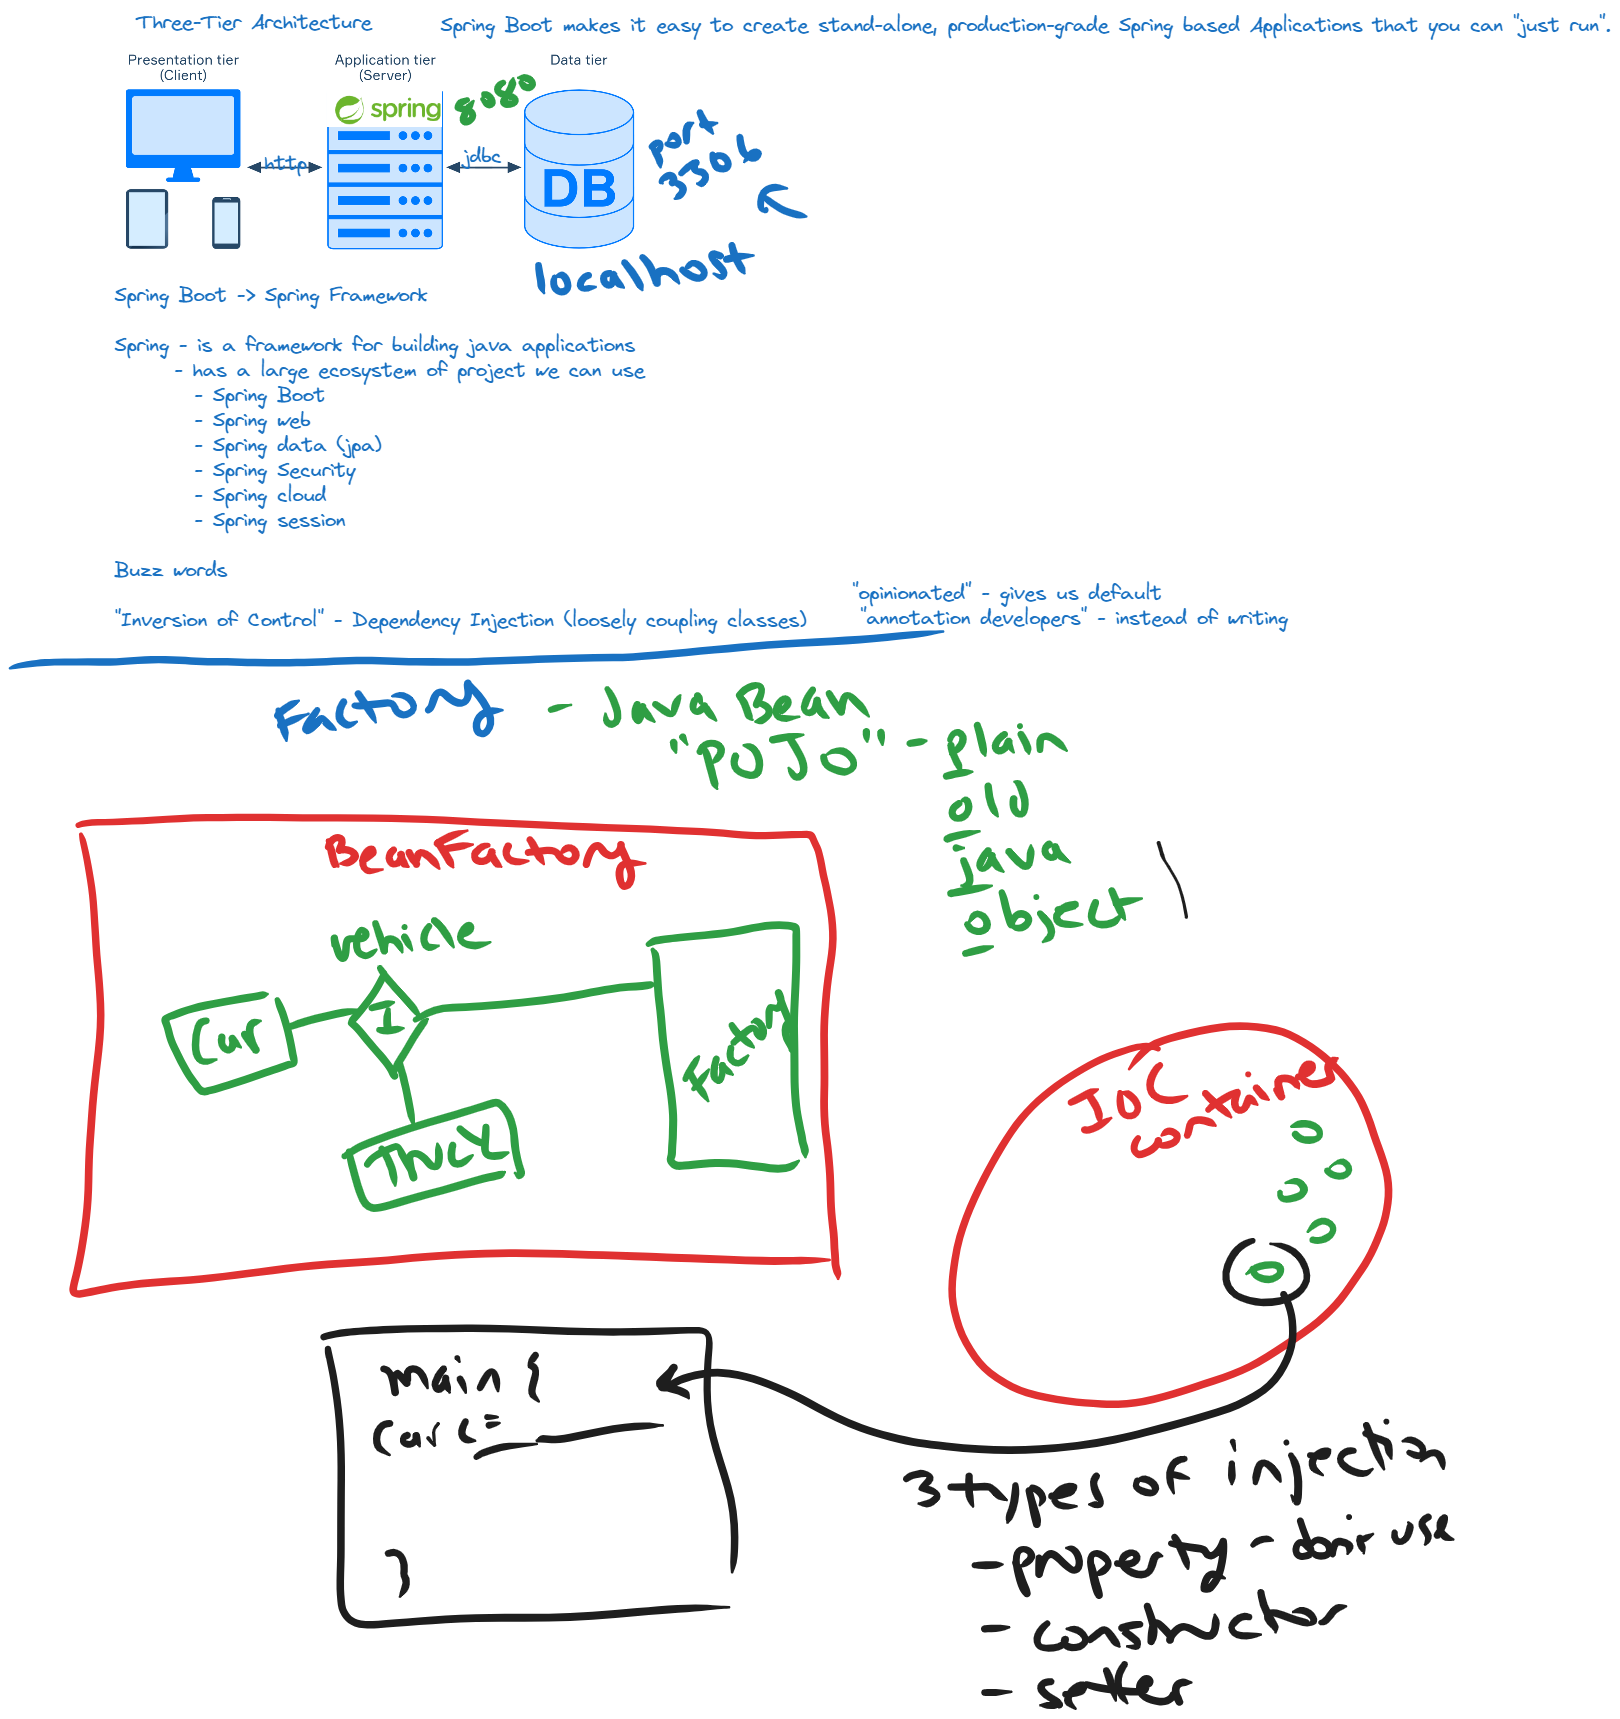 Three-Tier Architecture
Spring Boot makes it easy to create stand-alone, production-grade Spring based Applications that you can "just run".
Presentation tier
(Client)
Application tier
(Server)
Data tier
spring
8080
http
jdbc
DB
port
3306
localhost
Spring Boot -> Spring Framework
Spring - is a framework for building java applications
- has a large ecosystem of project we can use
- Spring Boot
- Spring web
- Spring data (jpa)
- Spring Security
- Spring cloud
- Spring session
Buzz words
"Inversion of Control" - Dependency Injection (loosely coupling classes)
"opinionated" - gives us default
"annotation developers" - instead of writing
Factory - Java Bean
"POJO" - plain
old
java
object
BeanFactory
vehicle
Car
I
Factory
Truck
IoC
container
main {
Car c =
}
3 types of injection
- property - don't use
- constructor
- setter